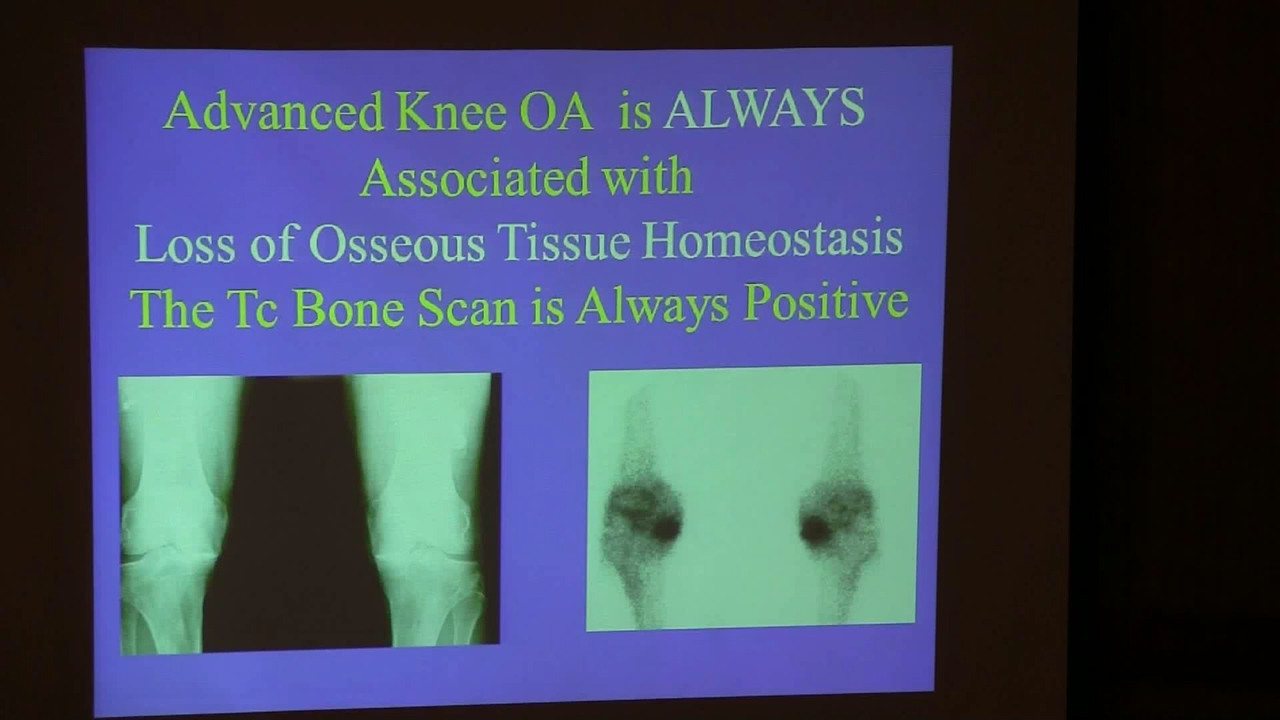 Advanced Knee OA is ALWAYS
Associated with
Loss of Osseous Tissue Homeostasis
The Tc Bone Scan is Always Positive